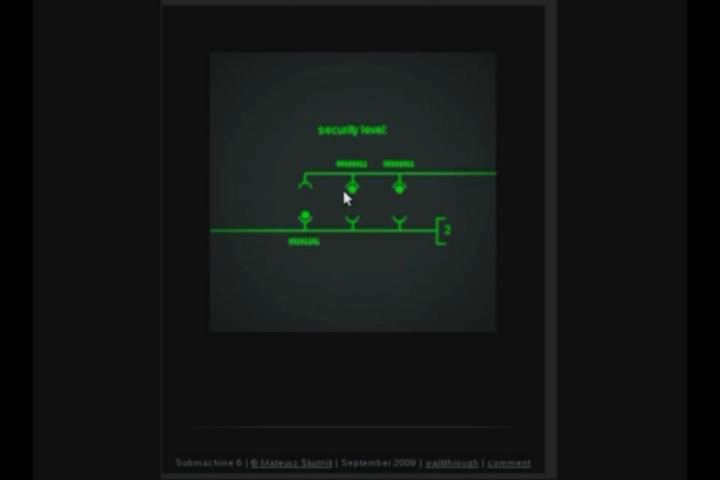 security level:
2
Submachine 6 | © Mateusz Skutnik | September 2009 | walkthrough | comment